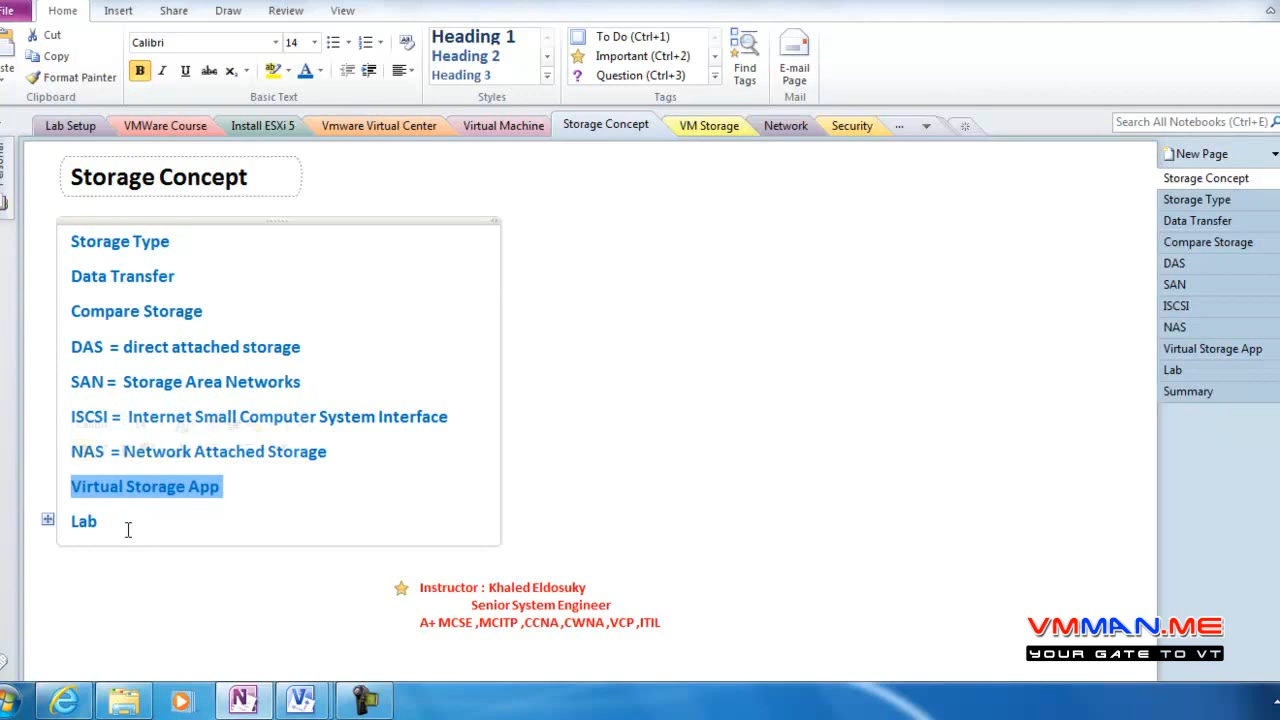 File
Home
Insert
Share
Draw
Review
View
Cut
Copy
Format Painter
Clipboard
Calibri
14
B I U abc X₂
Basic Text
Heading 1
Heading 2
Heading 3
Styles
To Do (Ctrl+1)
Important (Ctrl+2)
Question (Ctrl+3)
Tags
Find
Tags
E-mail
Page
Mail
Lab Setup
VMWare Course
Install ESXi 5
Vmware Virtual Center
Virtual Machine
Storage Concept
VM Storage
Network
Security
...
Search All Notebooks (Ctrl+E)
Storage Concept
Storage Type
Data Transfer
Compare Storage
DAS = direct attached storage
SAN = Storage Area Networks
ISCSI = Internet Small Computer System Interface
NAS = Network Attached Storage
Virtual Storage App
Lab
Instructor : Khaled Eldosuky
Senior System Engineer
A+ MCSE ,MCITP ,CCNA ,CWNA ,VCP ,ITIL
New Page
Storage Concept
Storage Type
Data Transfer
Compare Storage
DAS
SAN
ISCSI
NAS
Virtual Storage App
Lab
Summary
VMMAN.ME
YOUR GATE TO VT